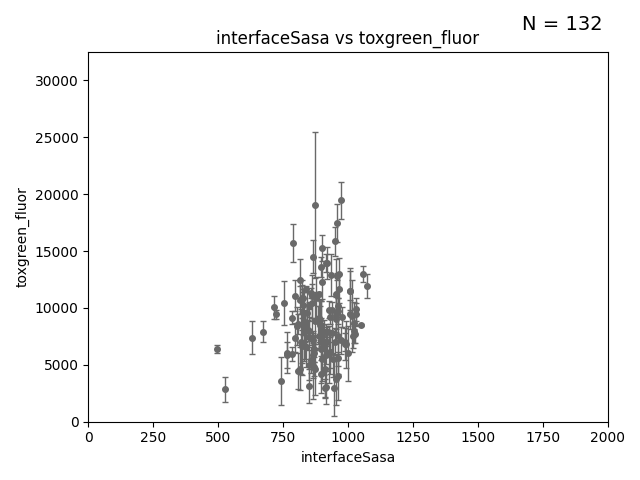 N = 132
interfaceSasa vs toxgreen_fluor
30000
25000
20000
15000
10000
5000
0
toxgreen_fluor
0 250 500 750 1000 1250 1500 1750 2000
interfaceSasa